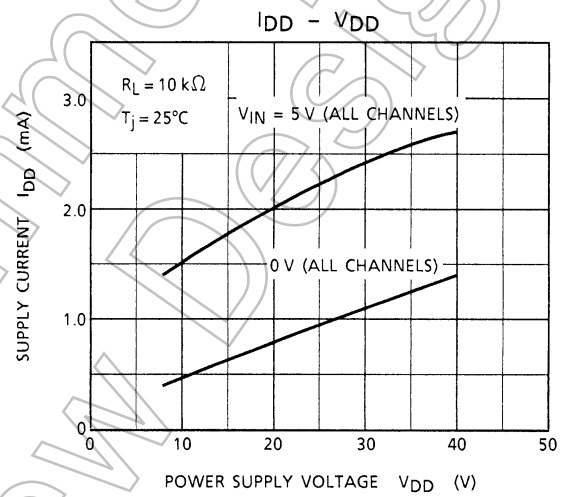 IDD – VDD
RL = 10 kΩ
Tj = 25°C
VIN = 5 V (ALL CHANNELS)
0 V (ALL CHANNELS)
3.0
2.0
1.0
0
0 10 20 30 40 50
SUPPLY CURRENT IDD (mA)
POWER SUPPLY VOLTAGE VDD (V)